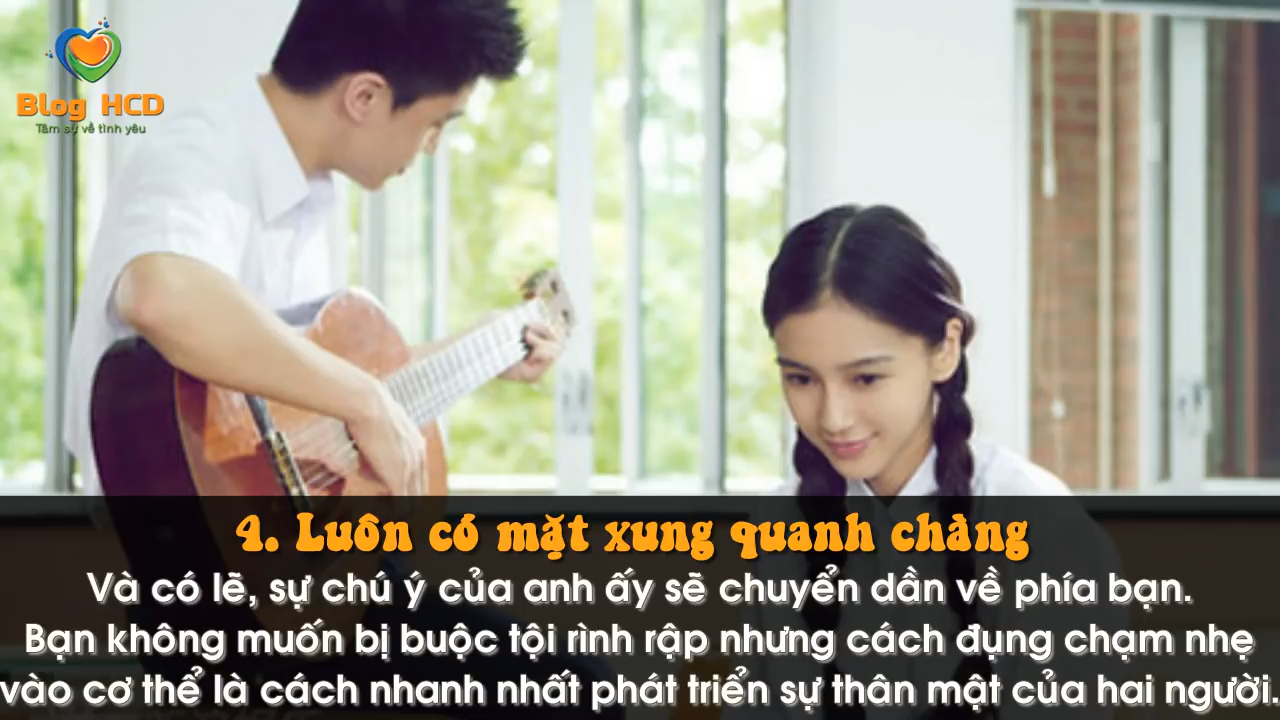 Blog HCD
Tâm sự về tình yêu
4. Luôn có mặt xung quanh chàng
Và có lẽ, sự chú ý của anh ấy sẽ chuyển dần về phía bạn.
Bạn không muốn bị buộc tội rình rập nhưng cách đụng chạm nhẹ
vào cơ thể là cách nhanh nhất phát triển sự thân mật của hai người.